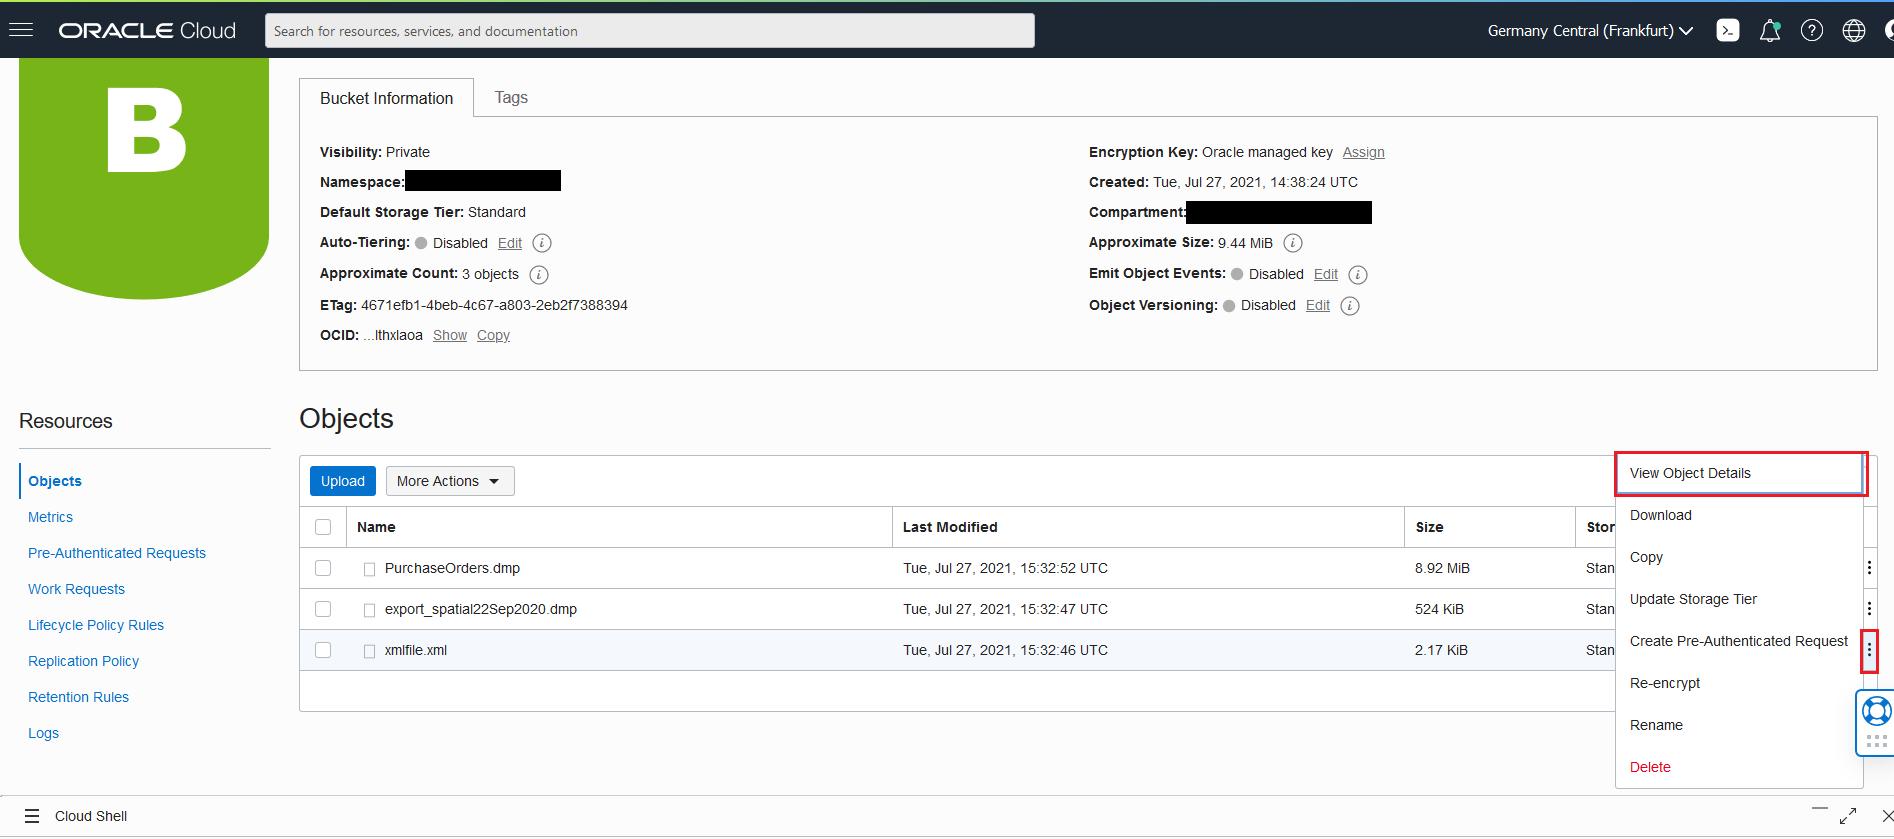 ORACLE Cloud
Search for resources, services, and documentation
Germany Central (Frankfurt)
B
Bucket Information
Tags
Visibility: Private
Namespace:
Default Storage Tier: Standard
Auto-Tiering: Disabled Edit i
Approximate Count: 3 objects i
ETag: 4671efb1-4beb-4c67-a803-2eb2f7388394
OCID: ...lthxlaoa Show Copy
Encryption Key: Oracle managed key Assign
Created: Tue, Jul 27, 2021, 14:38:24 UTC
Compartment:
Approximate Size: 9.44 MiB i
Emit Object Events: Disabled Edit i
Object Versioning: Disabled Edit i
Resources
Objects
Metrics
Pre-Authenticated Requests
Work Requests
Lifecycle Policy Rules
Replication Policy
Retention Rules
Logs
Objects
Upload More Actions
Name Last Modified Size Stor
PurchaseOrders.dmp Tue, Jul 27, 2021, 15:32:52 UTC 8.92 MiB Stan
export_spatial22Sep2020.dmp Tue, Jul 27, 2021, 15:32:47 UTC 524 KiB Stan
xmlfile.xml Tue, Jul 27, 2021, 15:32:46 UTC 2.17 KiB Stan
View Object Details
Download
Copy
Update Storage Tier
Create Pre-Authenticated Request
Re-encrypt
Rename
Delete
Cloud Shell